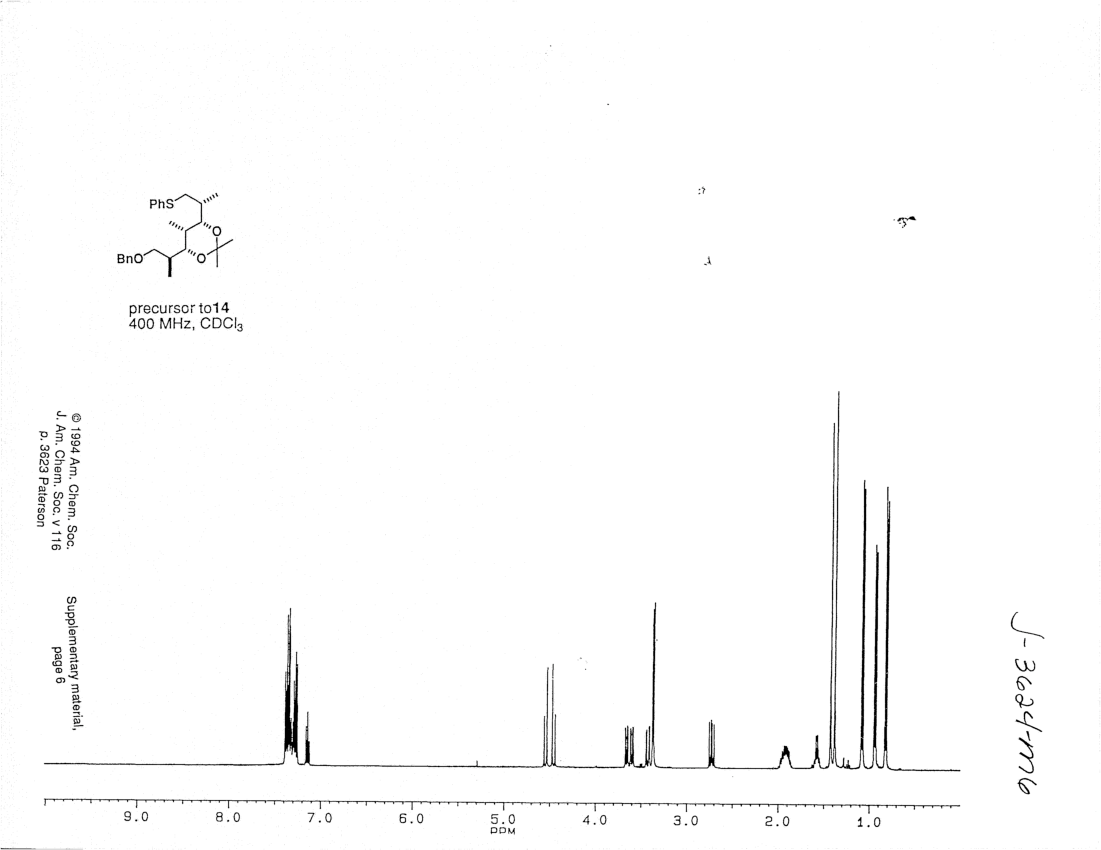 PhS
O
BnO
O
precursor to14
400 MHz, CDCl3
© 1994 Am. Chem. Soc.
J. Am. Chem. Soc. v 116
p. 3623 Paterson
Supplementary material,
page 6
J-3624-M6
9.0 8.0 7.0 6.0 5.0 4.0 3.0 2.0 1.0
PPM